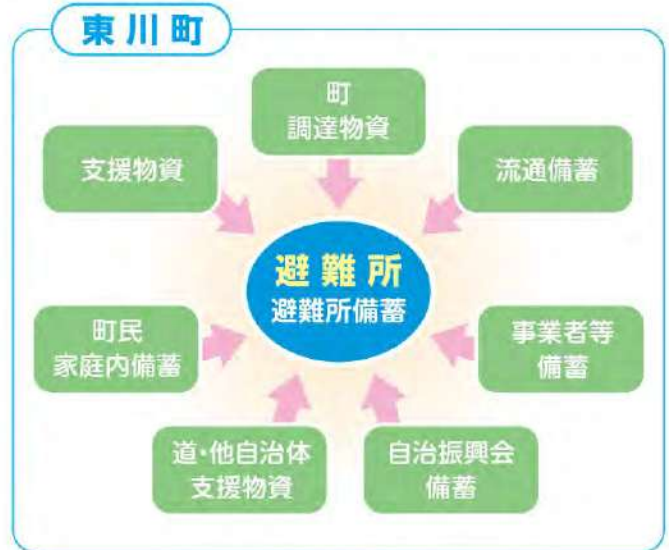 東川町
町
調達物資
支援物資
流通備蓄
避難所
避難所備蓄
町民
家庭内備蓄
事業者等
備蓄
道・他自治体
支援物資
自治振興会
備蓄